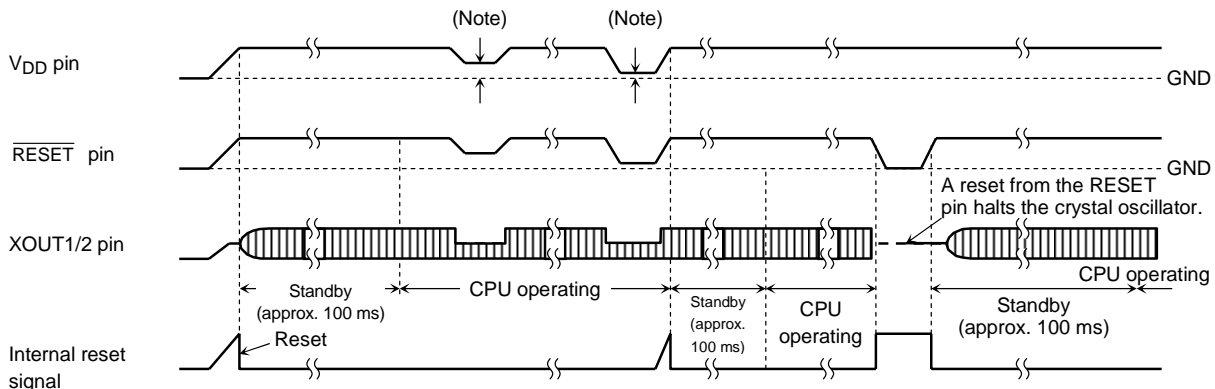 (Note)
(Note)
VDD pin
GND
RESET pin
GND
A reset from the RESET
pin halts the crystal oscillator.
XOUT1/2 pin
CPU operating
Standby
(approx. 100 ms)
CPU operating
Standby
(approx.
100 ms)
CPU
operating
Standby
(approx. 100 ms)
Reset
Internal reset
signal